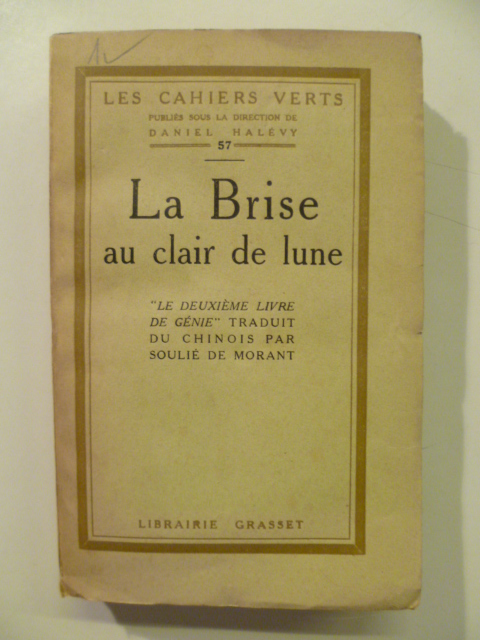 LES CAHIERS VERTS
PUBLIÉS SOUS LA DIRECTION DE
DANIEL HALÉVY
57
La Brise
au clair de lune
"LE DEUXIÈME LIVRE
DE GÉNIE" TRADUIT
DU CHINOIS PAR
SOULIÉ DE MORANT
LIBRAIRIE GRASSET